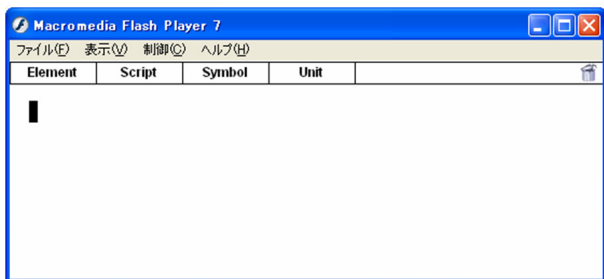 Macromedia Flash Player 7
ファイル(F) 表示(V) 制御(C) ヘルプ(H)
Element Script Symbol Unit